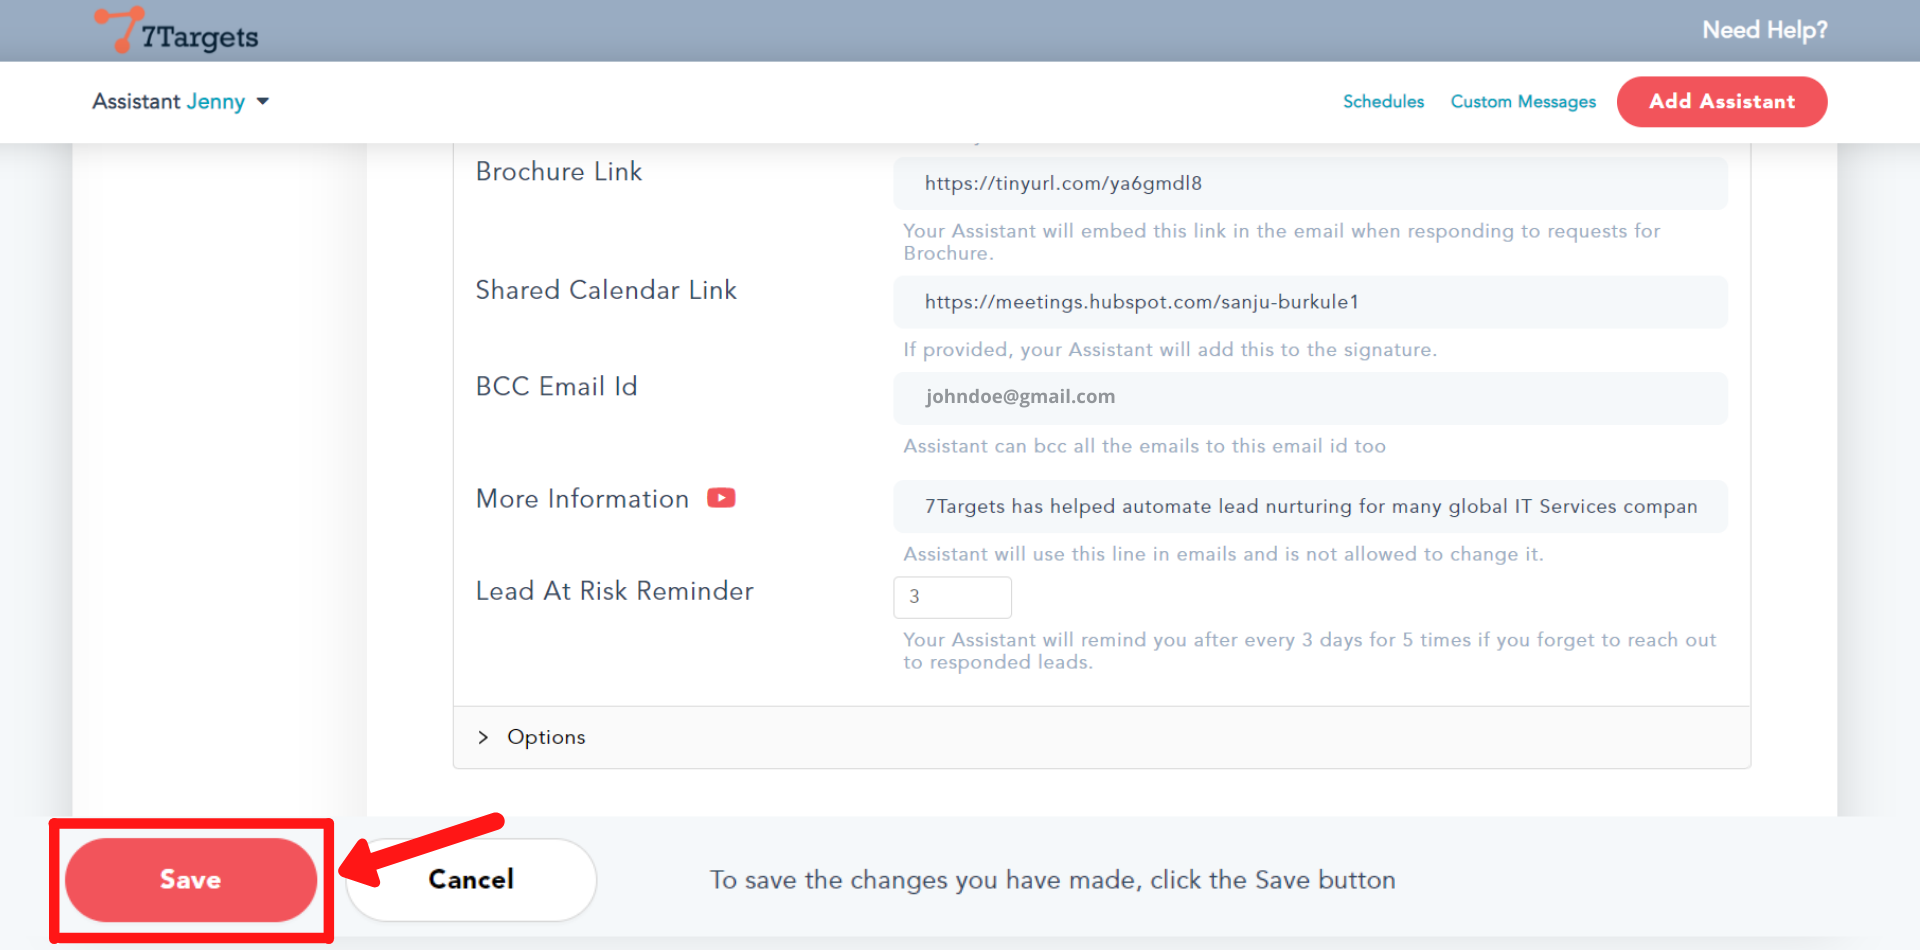 7Targets
Need Help?
Assistant Jenny
Schedules
Custom Messages
Add Assistant
Brochure Link
https://tinyurl.com/ya6gmdl8
Your Assistant will embed this link in the email when responding to requests for
Brochure.
Shared Calendar Link
https://meetings.hubspot.com/sanju-burkule1
If provided, your Assistant will add this to the signature.
BCC Email Id
johndoe@gmail.com
Assistant can bcc all the emails to this email id too
More Information
7Targets has helped automate lead nurturing for many global IT Services compan
Assistant will use this line in emails and is not allowed to change it.
Lead At Risk Reminder
3
Your Assistant will remind you after every 3 days for 5 times if you forget to reach out
to responded leads.
> Options
Save
Cancel
To save the changes you have made, click the Save button